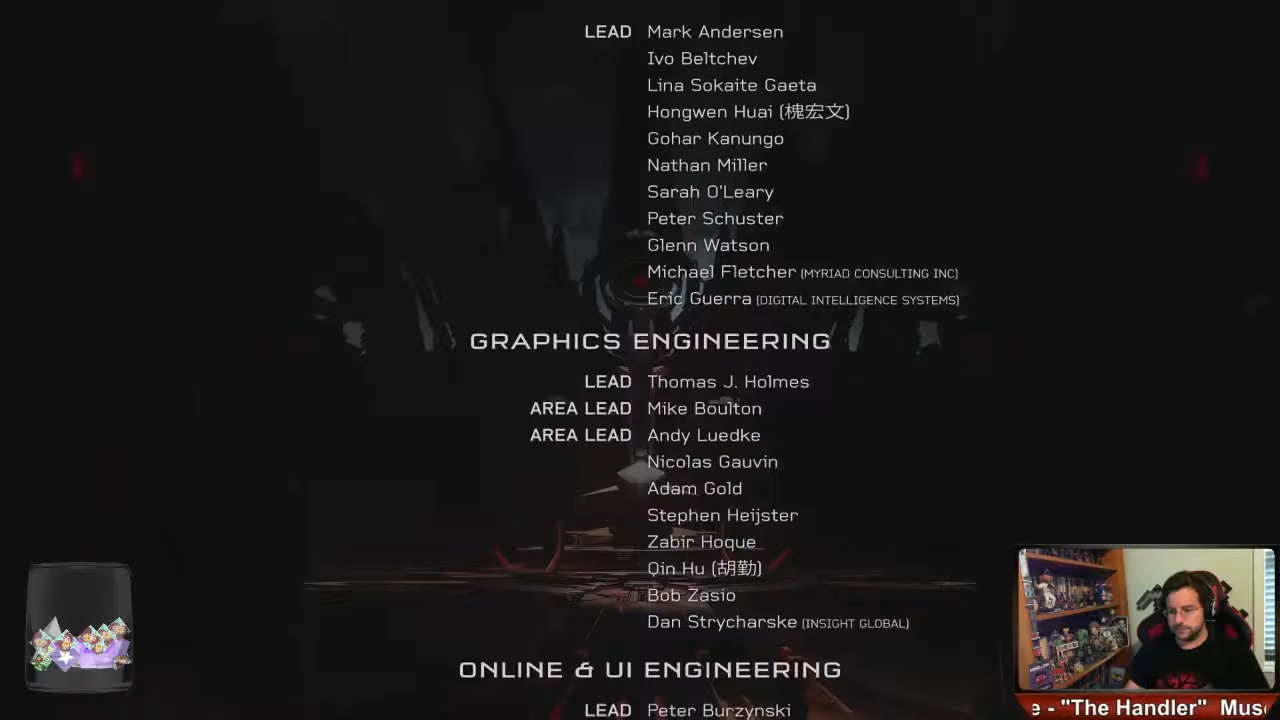 LEAD Mark Andersen
Ivo Beltchev
Lina Sokaite Gaeta
Hongwen Huai (槐宏文)
Gohar Kanungo
Nathan Miller
Sarah O'Leary
Peter Schuster
Glenn Watson
Michael Fletcher (MYRIAD CONSULTING INC)
Eric Guerra (DIGITAL INTELLIGENCE SYSTEMS)
GRAPHICS ENGINEERING
LEAD Thomas J. Holmes
AREA LEAD Mike Boulton
AREA LEAD Andy Luedke
Nicolas Gauvin
Adam Gold
Stephen Heijster
Zabir Hoque
Qin Hu (胡勤)
Bob Zasio
Dan Strycharske (INSIGHT GLOBAL)
ONLINE & UI ENGINEERING
LEAD Peter Burzynski
e - "The Handler" Muse